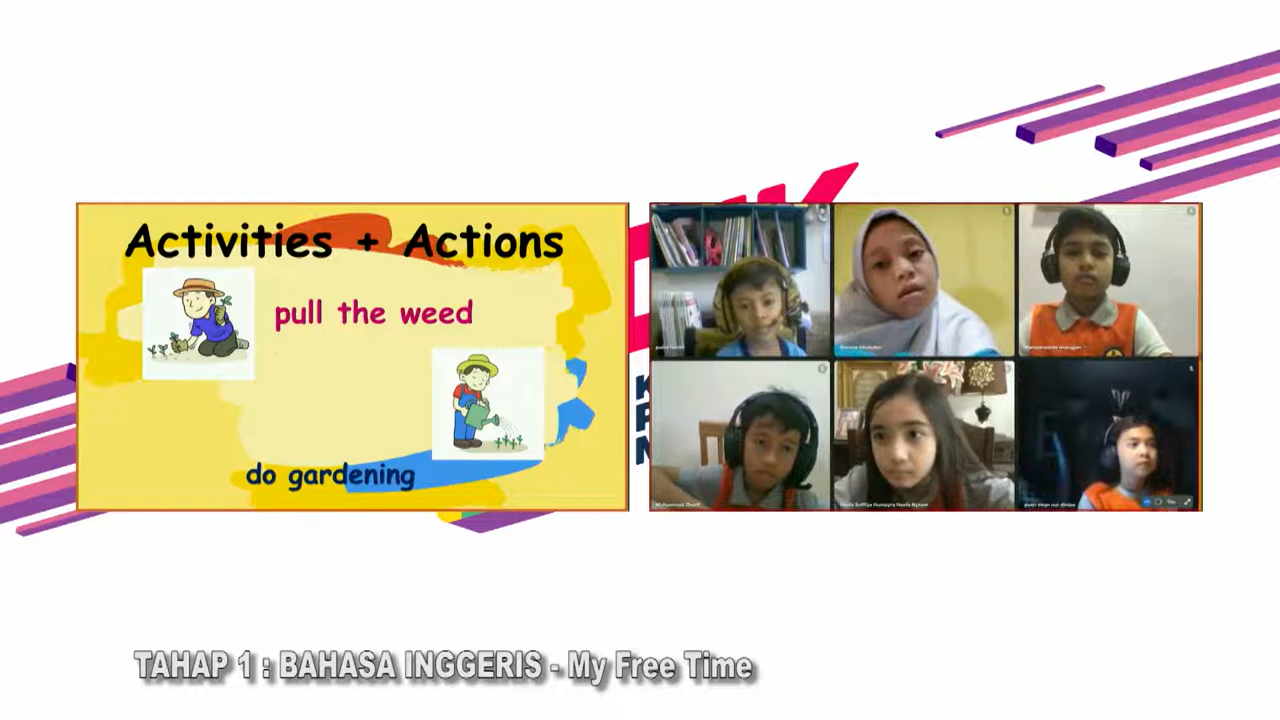 Activities + Actions
pull the weed
do gardening
K
P
N
TAHAP 1 : BAHASA INGGERIS - My Free Time